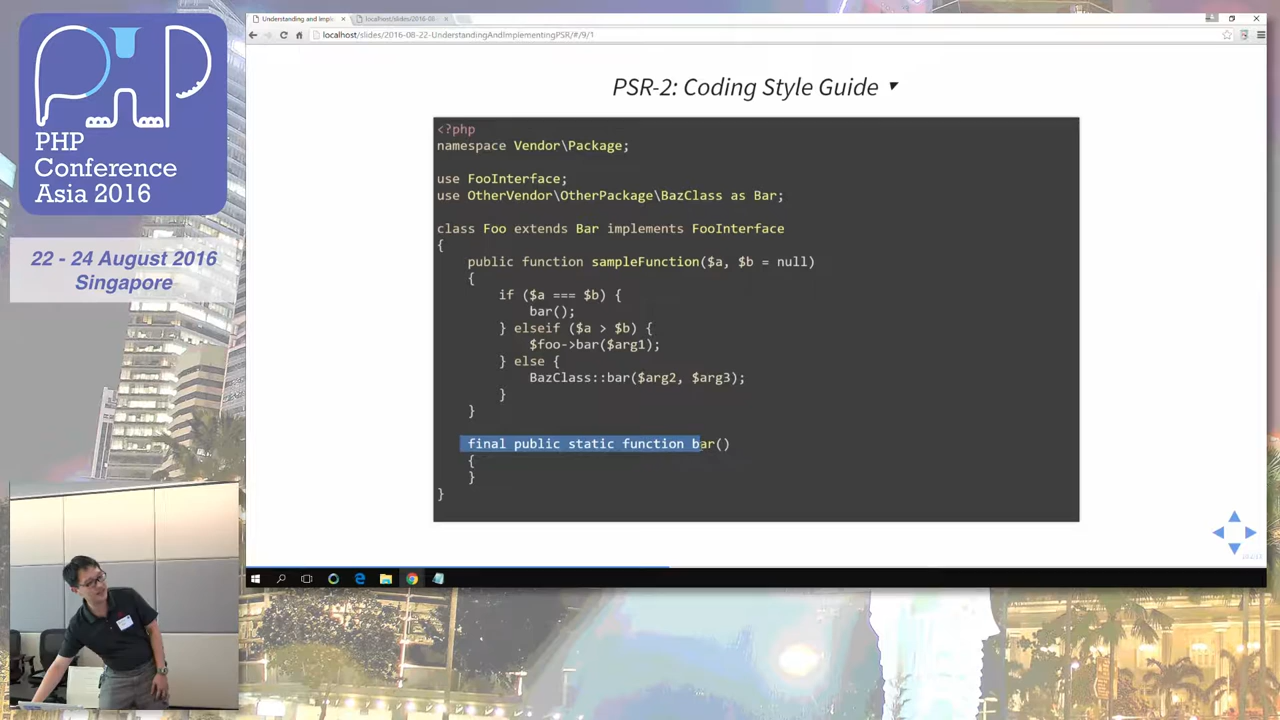 PHP
Conference
Asia 2016
22 - 24 August 2016
Singapore
localhost/slides/2016-08-22-UnderstandingAndImplementingPSR/#/9/1
PSR-2: Coding Style Guide
<?php
namespace Vendor\Package;
use FooInterface;
use OtherVendor\OtherPackage\BazClass as Bar;
class Foo extends Bar implements FooInterface
{
public function sampleFunction($a, $b = null)
{
if ($a === $b) {
bar();
} elseif ($a > $b) {
$foo->bar($arg1);
} else {
BazClass::bar($arg2, $arg3);
}
}
final public static function bar()
{
}
}